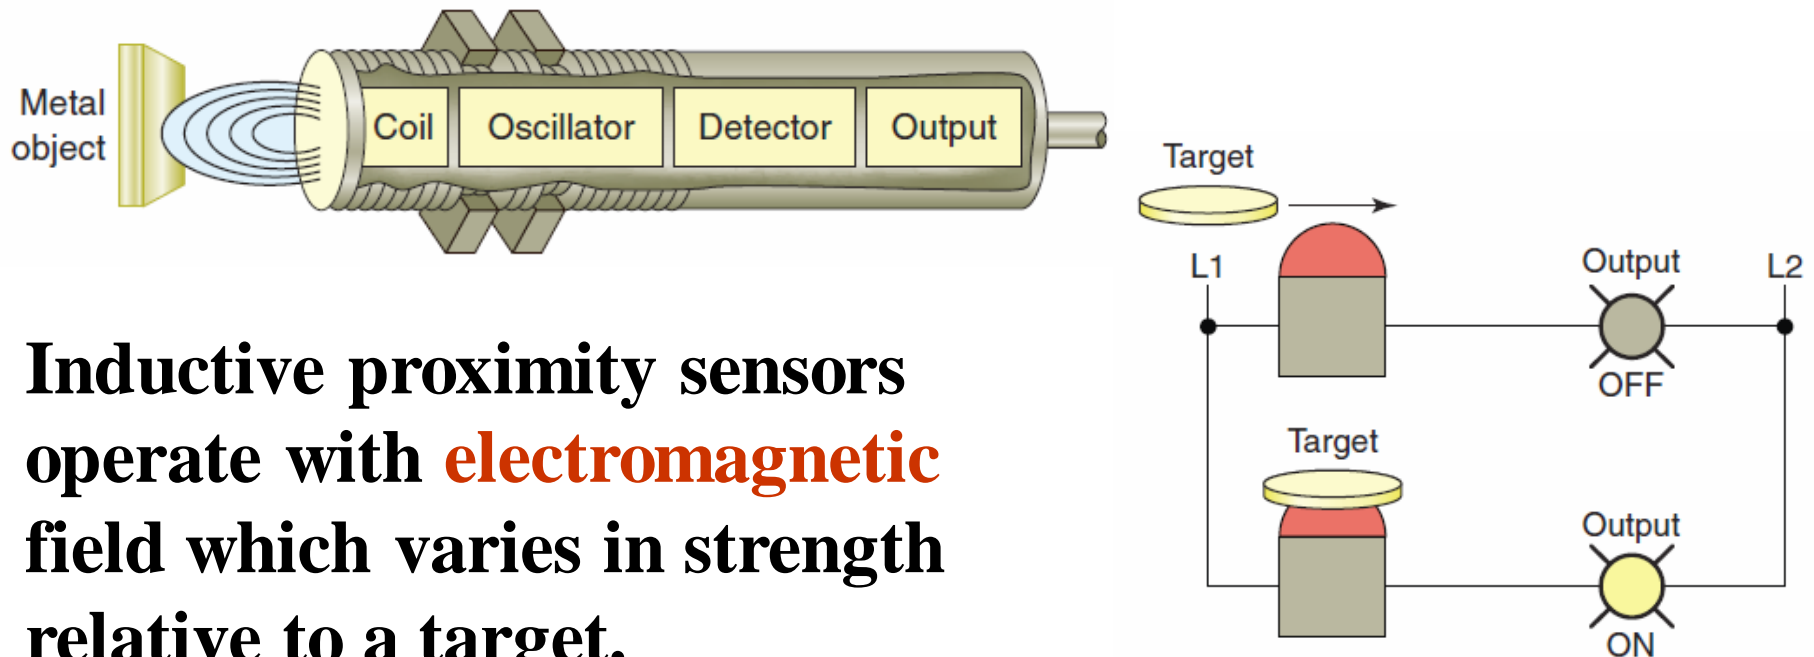 Metal
object
Coil
Oscillator
Detector
Output
Target
L1
Output
L2
OFF
Target
Output
ON
Inductive proximity sensors
operate with electromagnetic
field which varies in strength
relative to a target.